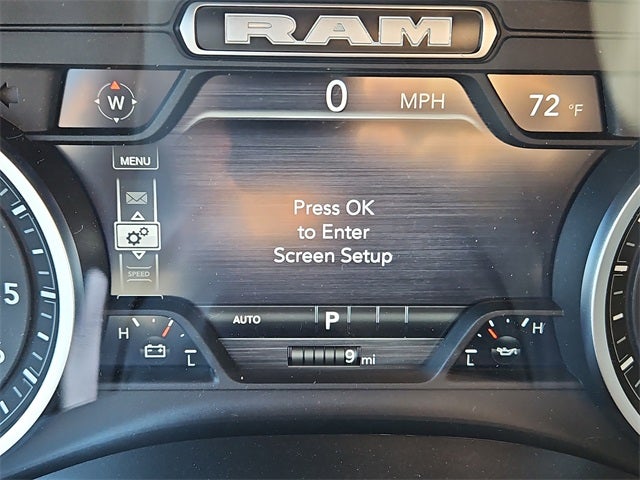 RAM
W
0 MPH
72 °F
MENU
Press OK
to Enter
Screen Setup
SPEED
5
AUTO
P
H
L
9 mi
H
L